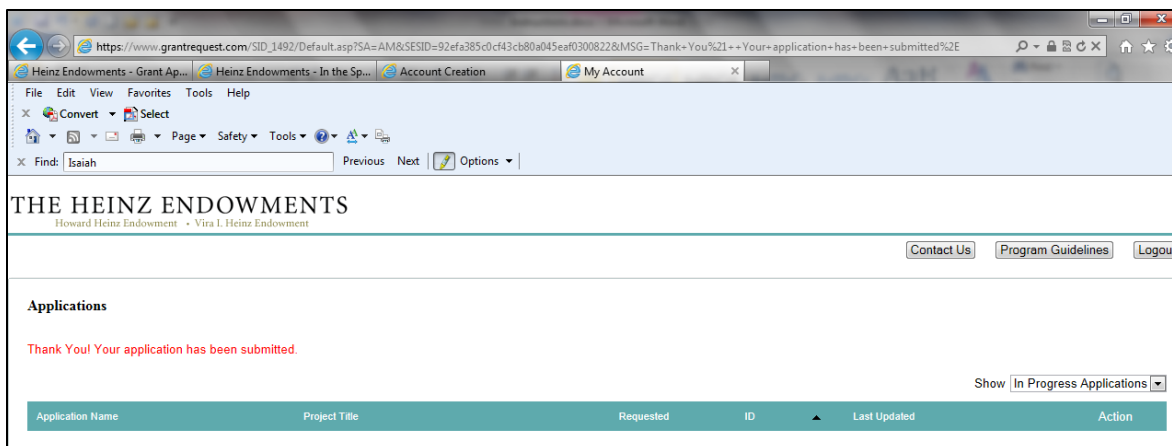 https://www.grantrequest.com/SID_1492/Default.asp?SA=AM&SESID=92efa385c0cf43cb80a045eaf0300822&MSG=Thank+You%21++Your+application+has+been+submitted%2E
Heinz Endowments - Grant Ap... Heinz Endowments - In the Sp... Account Creation My Account
File Edit View Favorites Tools Help
Convert Select
Page Safety Tools
Find: Isaiah Previous Next Options
THE HEINZ ENDOWMENTS
Howard Heinz Endowment • Vira I. Heinz Endowment
Contact Us Program Guidelines Logou
Applications
Thank You! Your application has been submitted.
Show In Progress Applications
Application Name Project Title Requested ID Last Updated Action